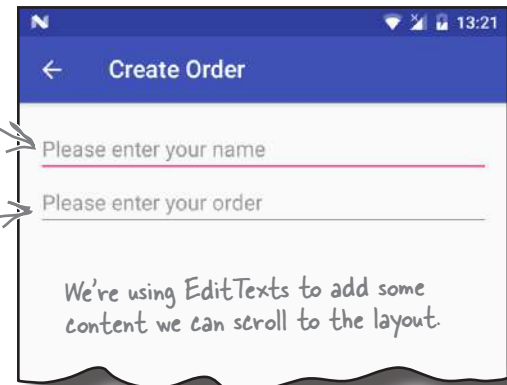 N 13:21
Create Order
Please enter your name
Please enter your order
We're using EditTexts to add some
content we can scroll to the layout.